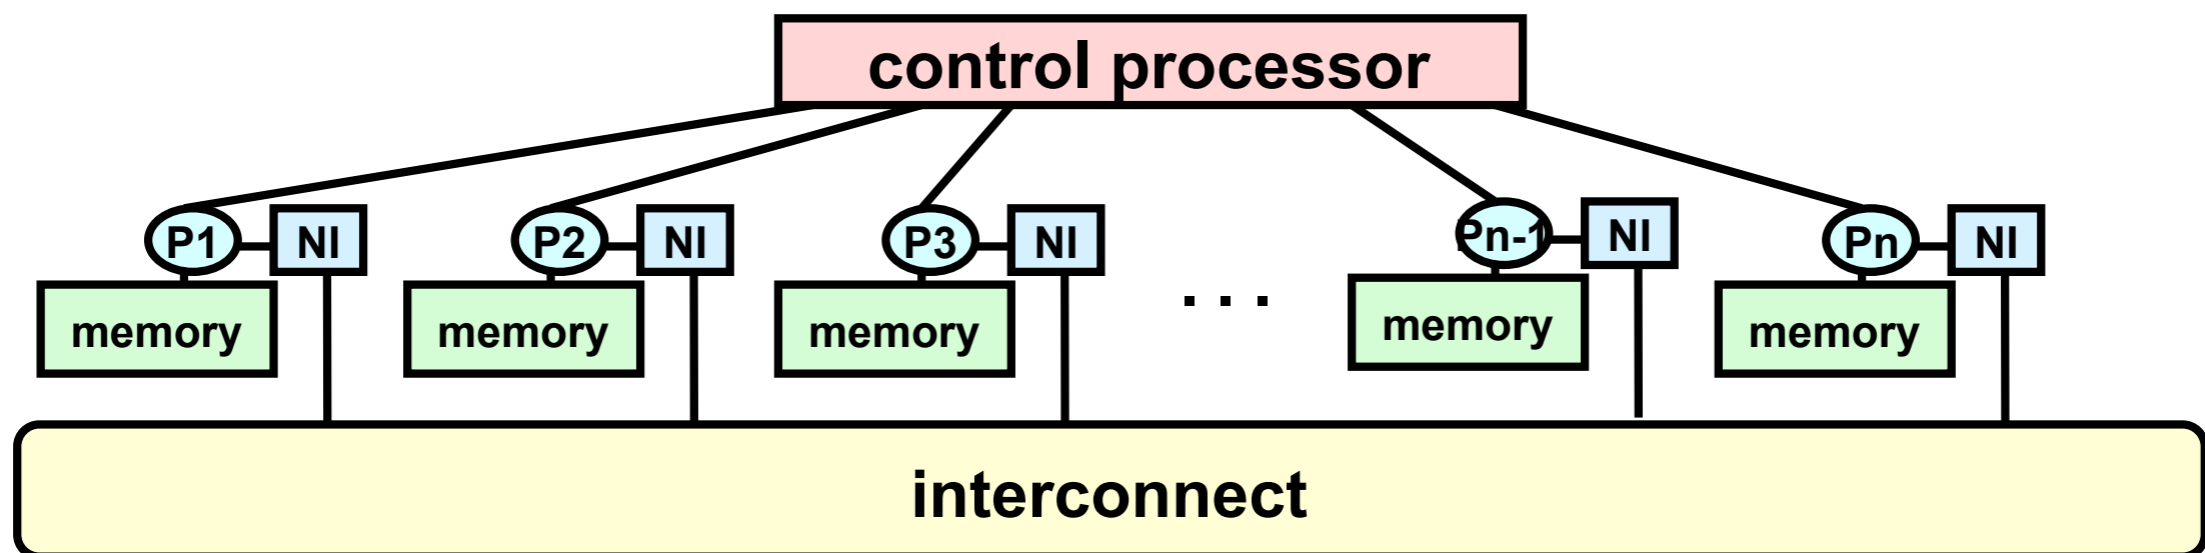 control processor
P1 NI
P2 NI
P3 NI
Pn-1 NI
Pn NI
memory
memory
memory
. . .
memory
memory
interconnect